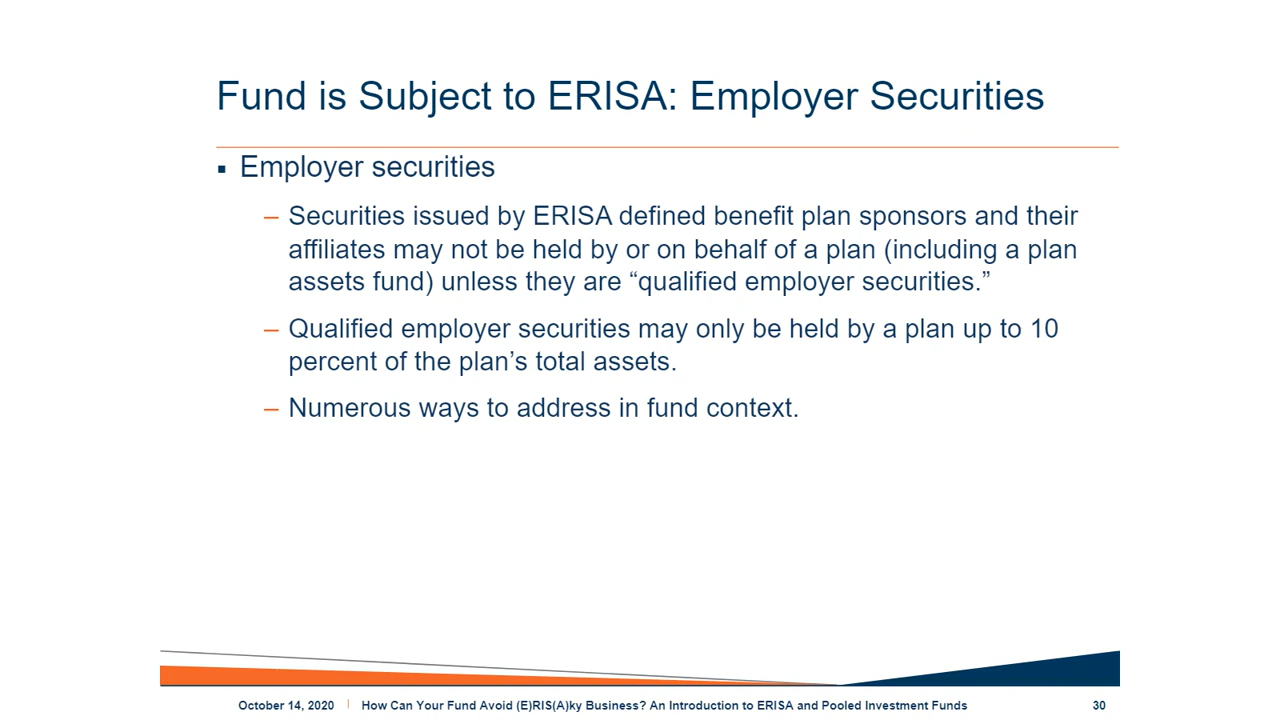 Fund is Subject to ERISA: Employer Securities
▪ Employer securities
– Securities issued by ERISA defined benefit plan sponsors and their
affiliates may not be held by or on behalf of a plan (including a plan
assets fund) unless they are “qualified employer securities.”
– Qualified employer securities may only be held by a plan up to 10
percent of the plan’s total assets.
– Numerous ways to address in fund context.
October 14, 2020 | How Can Your Fund Avoid (E)RIS(A)ky Business? An Introduction to ERISA and Pooled Investment Funds 30